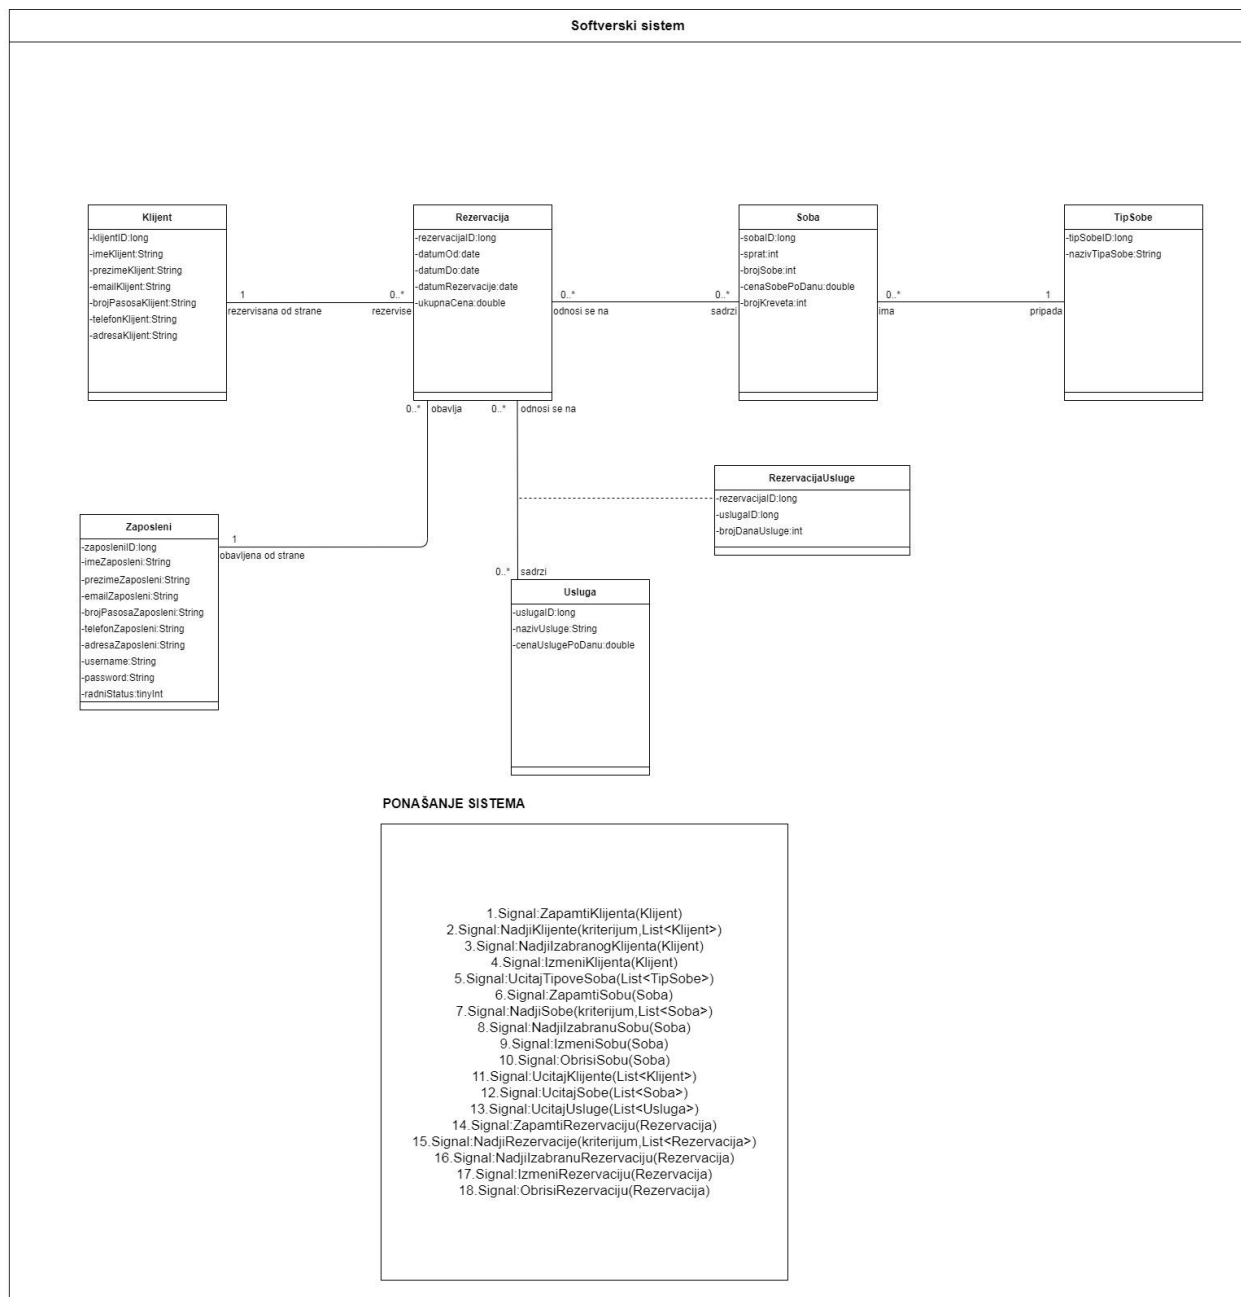 Softverski sistem
Klijent
-klijentID:long
-imeKlijent:String
-prezimeKlijent:String
-emailKlijent:String
-brojPasosaKlijent:String
-telefonKlijent:String
-adresaKlijent:String
1
rezervisana od strane
0..*
rezervise
Rezervacija
-rezervacijaID:long
-datumOd:date
-datumDo:date
-datumRezervacije:date
-ukupnaCena:double
0..*
odnosi se na
0..*
sadrzi
Soba
-sobaID:long
-sprat:int
-brojSobe:int
-cenaSobePoDanu:double
-brojKreveta:int
0..*
ima
1
pripada
TipSobe
-tipSobeID:long
-nazivTipaSobe:String
0..* obavlja
0..* odnosi se na
RezervacijaUsluge
-rezervacijaID:long
-uslugaID:long
-brojDanaUsluge:int
Zaposleni
-zaposleniID:long
-imeZaposleni:String
-prezimeZaposleni:String
-emailZaposleni:String
-brojPasosaZaposleni:String
-telefonZaposleni:String
-adresaZaposleni:String
-username:String
-password:String
-radniStatus:tinyInt
1
obavljena od strane
0..* sadrzi
Usluga
-uslugaID:long
-nazivUsluge:String
-cenaUslugePoDanu:double
PONAŠANJE SISTEMA
1.Signal:ZapamtiKlijenta(Klijent)
2.Signal:NadjiKlijente(kriterijum,List<Klijent>)
3.Signal:NadjiIzabranogKlijenta(Klijent)
4.Signal:IzmeniKlijenta(Klijent)
5.Signal:UcitajTipoveSoba(List<TipSobe>)
6.Signal:ZapamtiSobu(Soba)
7.Signal:NadjiSobe(kriterijum,List<Soba>)
8.Signal:NadjiIzabranuSobu(Soba)
9.Signal:IzmeniSobu(Soba)
10.Signal:ObrisiSobu(Soba)
11.Signal:UcitajKlijente(List<Klijent>)
12.Signal:UcitajSobe(List<Soba>)
13.Signal:UcitajUsluge(List<Usluga>)
14.Signal:ZapamtiRezervaciju(Rezervacija)
15.Signal:NadjiRezervacije(kriterijum,List<Rezervacija>)
16.Signal:NadjiIzabranuRezervaciju(Rezervacija)
17.Signal:IzmeniRezervaciju(Rezervacija)
18.Signal:ObrisiRezervaciju(Rezervacija)